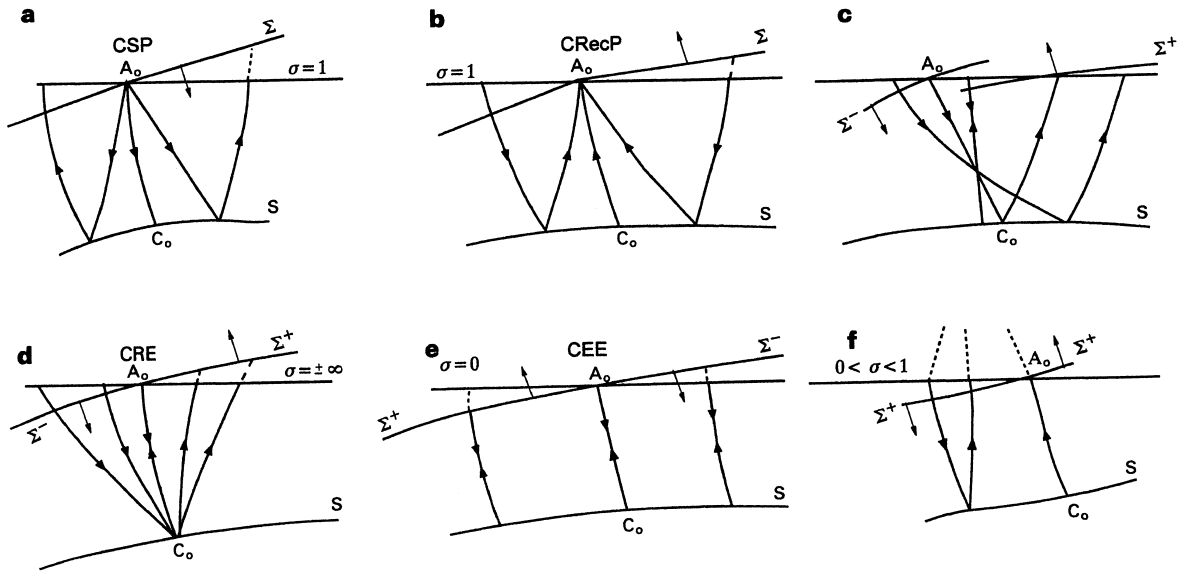 a
CSP
A₀
Σ
σ=1
S
C₀
b
CRecP
A₀
Σ
σ=1
S
C₀
c
A₀
Σ⁺
Σ⁻
S
C₀
d
CRE
A₀
Σ⁺
σ=±∞
Σ⁻
S
C₀
e
σ=0
CEE
A₀
Σ⁻
Σ⁺
S
C₀
f
0<σ<1
A₀
Σ⁺
Σ⁺
S
C₀